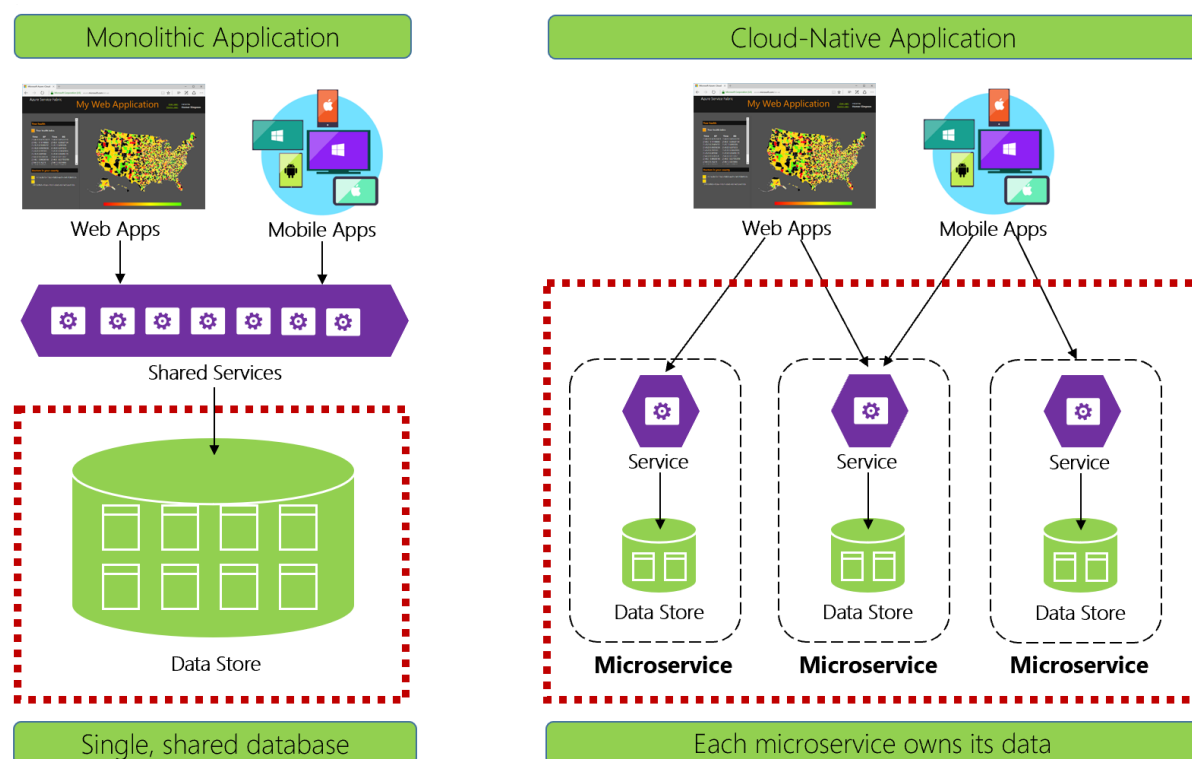 Monolithic Application
My Web Application
Web Apps
Mobile Apps
Shared Services
Data Store
Single, shared database
Cloud-Native Application
My Web Application
Web Apps
Mobile Apps
Service
Service
Service
Data Store
Data Store
Data Store
Microservice
Microservice
Microservice
Each microservice owns its data